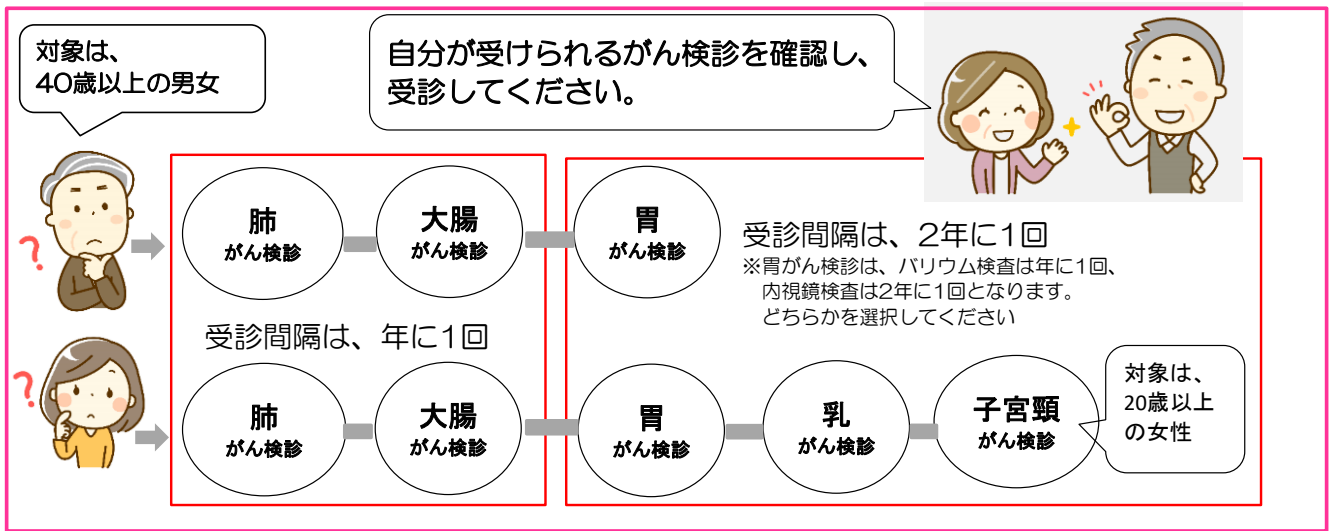 対象は、
40歳以上の男女
自分が受けられるがん検診を確認し、
受診してください。
?
肺
がん検診
大腸
がん検診
胃
がん検診
受診間隔は、2年に1回
※胃がん検診は、バリウム検査は年に1回、
内視鏡検査は2年に1回となります。
どちらかを選択してください
受診間隔は、年に1回
?
肺
がん検診
大腸
がん検診
胃
がん検診
乳
がん検診
子宮頸
がん検診
対象は、
20歳以上
の女性